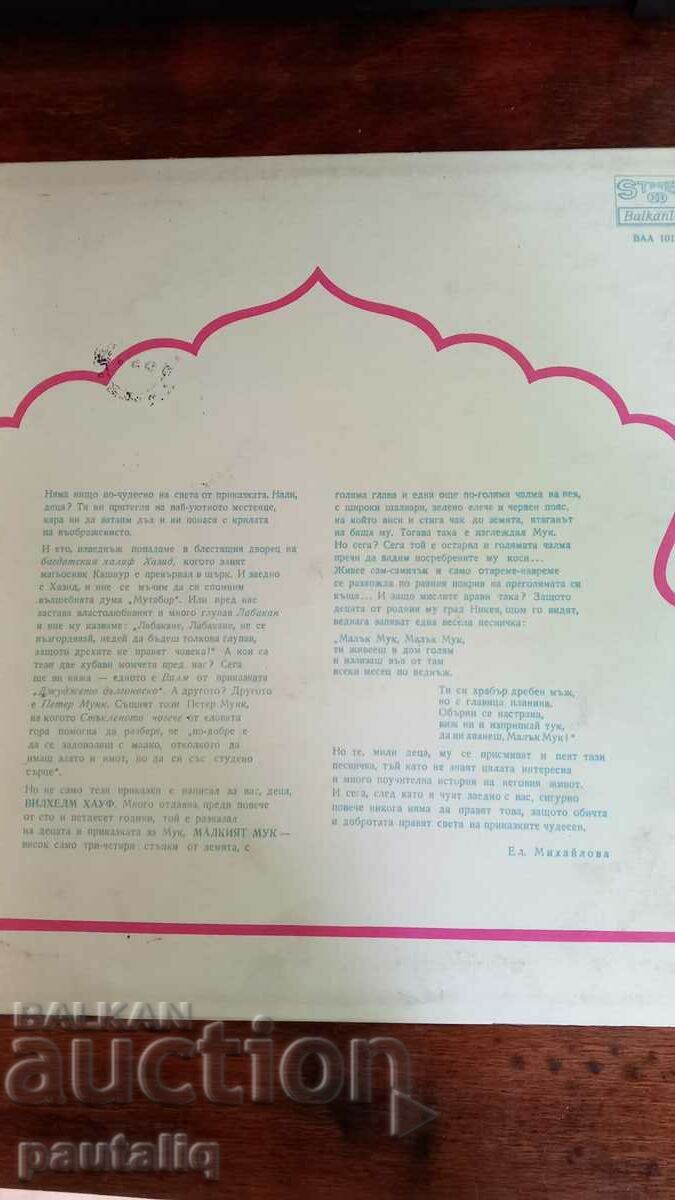 STEREO
Balkan
ВАА 101
Няма нищо по-чудесно на света от приказката. Нали,
деца? Тя ни притегля на най-уютното местенце,
кара ни да затаим дъх и ни понася с крилата
на въображението.
И ето, изведнъж попадаме в блестящия дворец на
багдатския халиф Хазид, когото злият
магьосник Кашнур е превърнал в щърк. И заедно
с Хазид, и ние се мъчим да си спомним
вълшебната дума „Мутабор". Или пред нас
застава властолюбивият и много глупав Лабакан
и ние му казваме: „Лабакане, Лабакане, не се
възгордявай, недей да бъдеш толкова глупав,
защото дрехите не правят човека!" А кои са
тези две хубави момчета пред нас? Сега
ще ви кажа — едното е Яков от приказката
„Джуджето дългоноско". А другото? Другото
е Петер Мунк. Същият този Петер Мунк,
на когото Стъкленото човече от еловата
гора помогна да разбере, че „по-добре е
да се задоволиш с малко, отколкото да
имаш злато и имот, но да си със студено
сърце".
Но не само тези приказки е написал за вас, деца,
ВИЛХЕЛМ ХАУФ. Много отдавна, преди повече
от сто и петдесет години, той е разказал
на децата и приказката за Мук. МАЛКИЯТ МУК —
висок само три-четири стъпки от земята, с
голяма глава и една още по-голяма чалма на нея,
с широки шалвари, зелено елече и червен пояс,
на който виси и стига чак до земята, ятаганът
на баща му. Тогава така е изглеждал Мук.
Но сега? Сега той е остарял и голямата чалма
пречи да видим посребрените му коси...
Живее сам-самичък и само отвреме-навреме
се разхожда по равния покрив на преголямата си
къща... И защо мислите прави така? Защото
децата от родния му град Никея, щом го видят,
веднага запяват една весела песничка:
„Малък Мук, Малък Мук,
ти живееш в дом голям
и излизаш във от там
всеки месец по веднъж.
Ти си храбър дребен мъж,
но с главица планина.
Обърни се настрана,
виж ни и наприпкай тук,
да ни хванеш, Малък Мук!"
Но те, мили деца, му се присмиват и пеят тази
песничка, тъй като не знаят цялата интересна
и много поучителна история на неговия живот.
И сега, след като я чуят заедно с вас, сигурно
повече никога няма да правят това, защото обичта
и добротата правят света на приказките чудесен.
Ел. Михайлова
BALKAN
auction
pautaliq